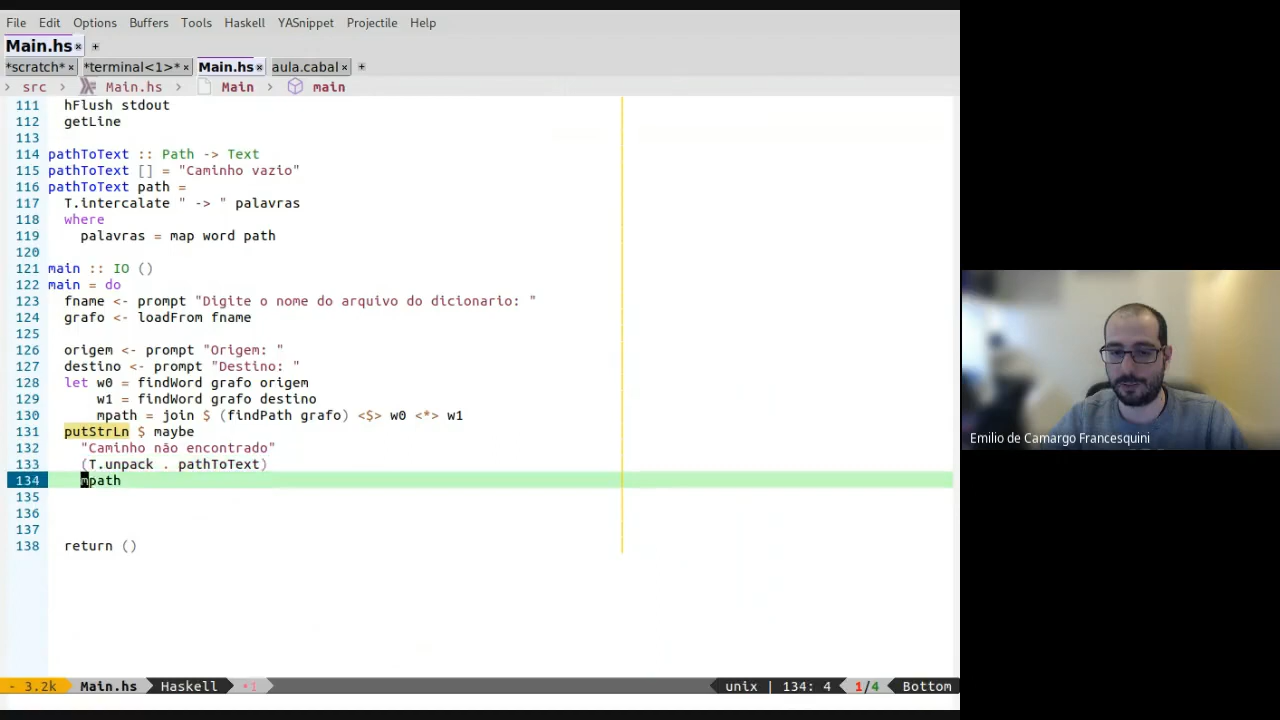 File Edit Options Buffers Tools Haskell YASnippet Projectile Help
Main.hs
*scratch* *terminal<1>* Main.hs aula.cabal
> src > Main.hs > Main > main
111 hFlush stdout
112 getLine
113
114 pathToText :: Path -> Text
115 pathToText [] = "Caminho vazio"
116 pathToText path =
117 T.intercalate " -> " palavras
118 where
119 palavras = map word path
120
121 main :: IO ()
122 main = do
123 fname <- prompt "Digite o nome do arquivo do dicionario: "
124 grafo <- loadFrom fname
125
126 origem <- prompt "Origem: "
127 destino <- prompt "Destino: "
128 let w0 = findWord grafo origem
129 w1 = findWord grafo destino
130 mpath = join $ (findPath grafo) <$> w0 <*> w1
131 putStrLn $ maybe
132 "Caminho não encontrado"
133 (T.unpack . pathToText)
134 mpath
135
136
137
138 return ()
Emilio de Camargo Francesquini
- 3.2k Main.hs Haskell •1 unix | 134: 4 1/4 Bottom